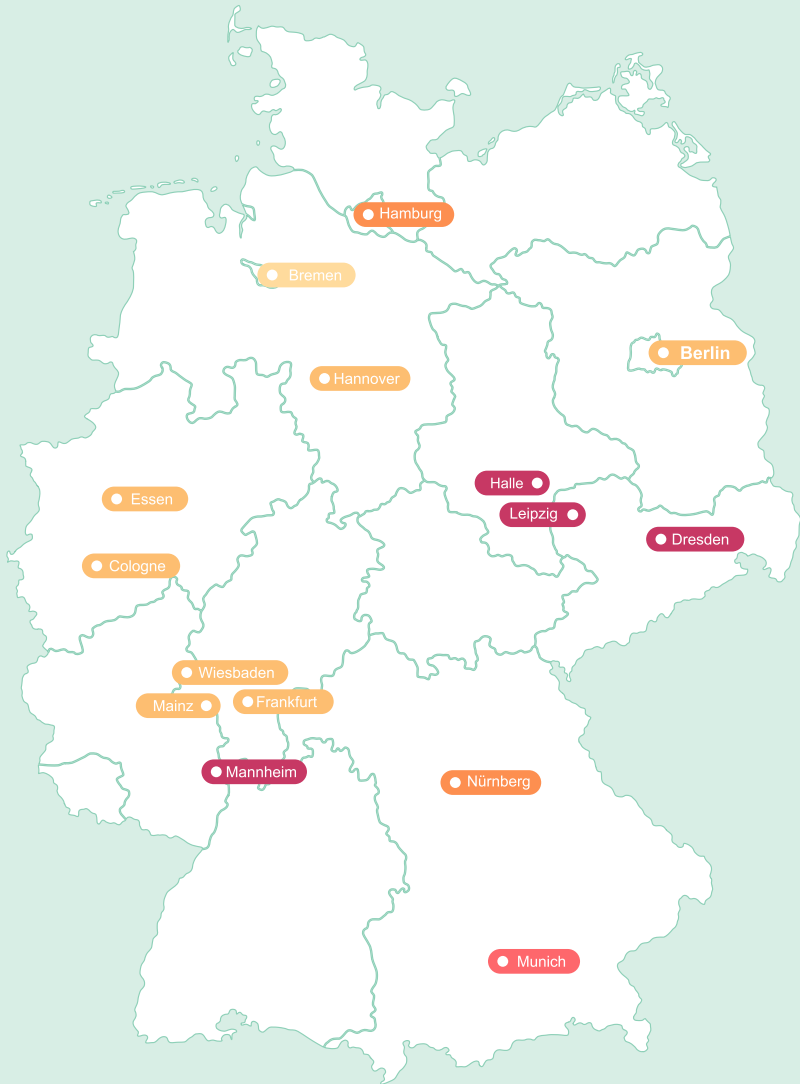 Hamburg
Bremen
Berlin
Hannover
Halle
Essen
Leipzig
Dresden
Cologne
Wiesbaden
Mainz
Frankfurt
Mannheim
Nürnberg
Munich